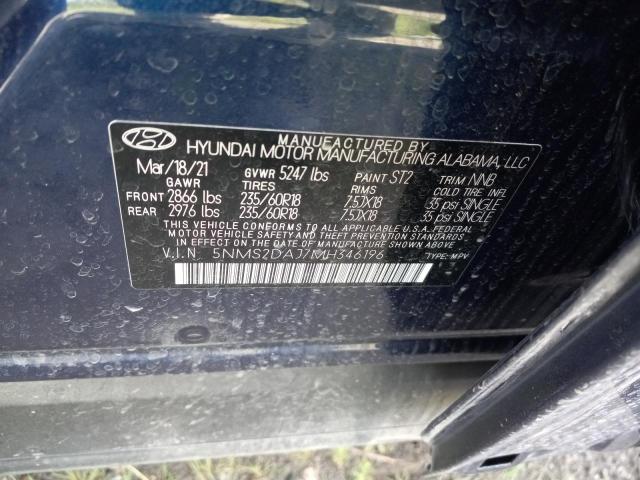 MANUFACTURED BY
HYUNDAI MOTOR MANUFACTURING ALABAMA, LLC
Mar/18/21 GVWR 5247 lbs PAINT ST2 TRIM NNB
GAWR TIRES RIMS COLD TIRE INFL
FRONT 2866 lbs 235/60R18 7.5JX18 35 psi SINGLE
REAR 2976 lbs 235/60R18 7.5JX18 35 psi SINGLE
THIS VEHICLE CONFORMS TO ALL APPLICABLE U.S.A. FEDERAL
MOTOR VEHICLE SAFETY, BUMPER, AND THEFT PREVENTION
STANDARDS IN EFFECT ON THE DATE OF MANUFACTURE SHOWN ABOVE
V.I.N. 5NMS2DAJ7MH346196 TYPE: MPV